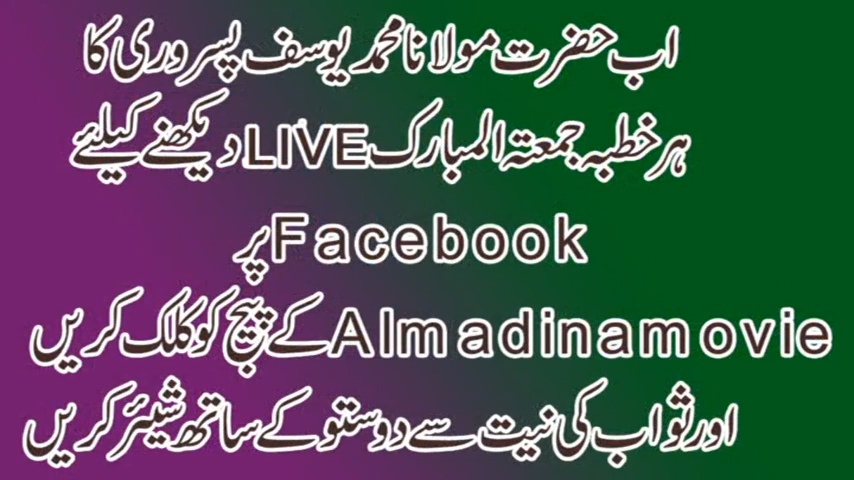 اب حضرت مولانا محمد یوسف پسروری کا
ہر خطبہ جمعتہ المبارک LIVE دیکھنے کیلئے
Facebook پر
Almadinamovie کے پیج کو کلک کریں
اور ثواب کی نیت سے دوستو کے ساتھ شیئر کریں